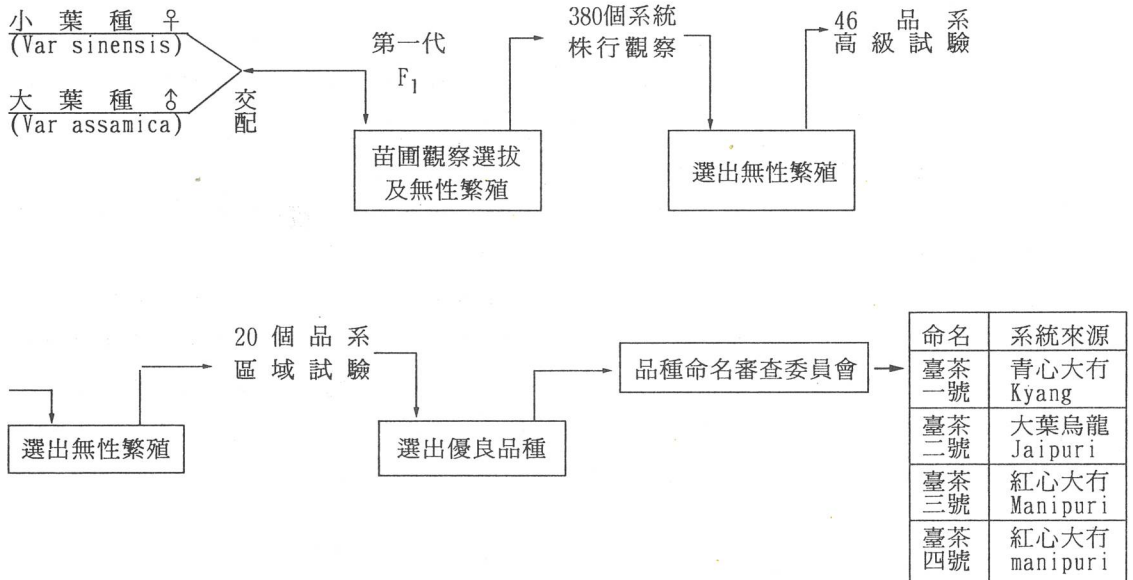 小葉種♀
(Var sinensis)
大葉種♂
(Var assamica)
交
配
第一代
F₁
苗圃觀察選拔
及無性繁殖
380個系統
株行觀察
選出無性繁殖
46 品系
高級試驗
選出無性繁殖
20個品系
區域試驗
選出優良品種
品種命名審查委員會
命名 系統來源
臺茶 青心大冇
一號 Kyang
臺茶 大葉烏龍
二號 Jaipuri
臺茶 紅心大冇
三號 Manipuri
臺茶 紅心大冇
四號 manipuri